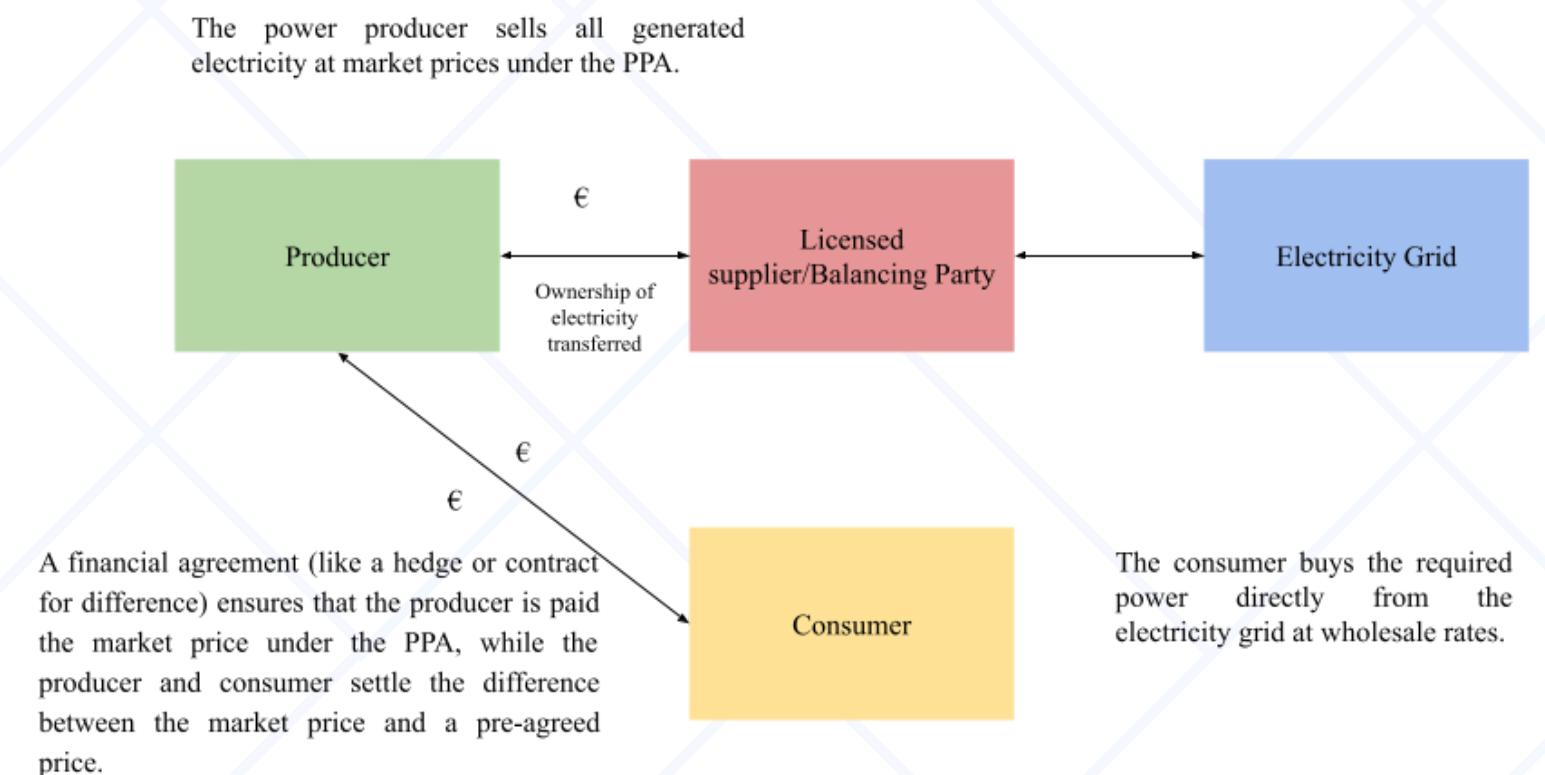 The power producer sells all generated
electricity at market prices under the PPA.
€
Producer
Licensed
supplier/Balancing Party
Electricity Grid
Ownership of
electricity
transferred
€
€
A financial agreement (like a hedge or contract
for difference) ensures that the producer is paid
the market price under the PPA, while the
producer and consumer settle the difference
between the market price and a pre-agreed
price.
Consumer
The consumer buys the required
power directly from the
electricity grid at wholesale rates.